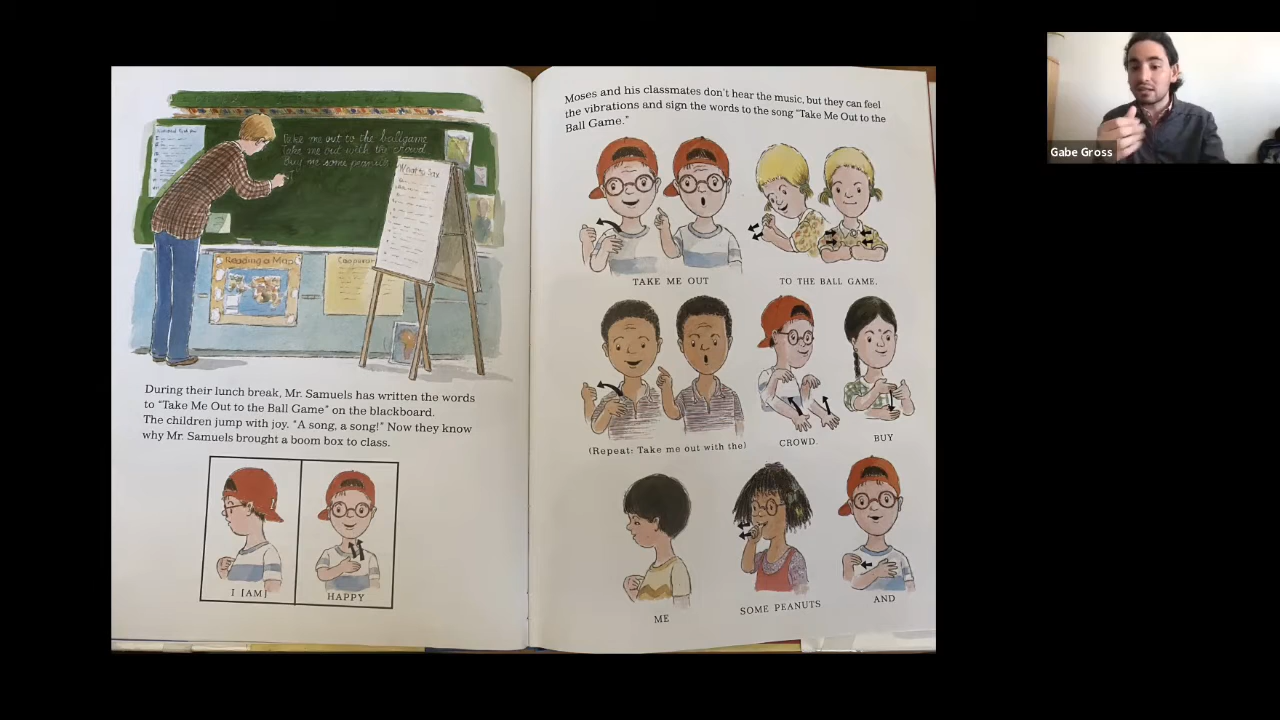 take me out to the ballgame
take me out with the crowd
Buy me some peanuts
Reading a Map
During their lunch break, Mr. Samuels has written the words
to “Take Me Out to the Ball Game” on the blackboard.
The children jump with joy. “A song, a song!” Now they know
why Mr. Samuels brought a boom box to class.
I [AM]
HAPPY
Moses and his classmates don't hear the music, but they can feel
the vibrations and sign the words to the song “Take Me Out to the
Ball Game.”
TAKE ME OUT
TO THE BALL GAME.
(Repeat: Take me out with the)
CROWD.
BUY
ME
SOME PEANUTS
AND
Gabe Gross